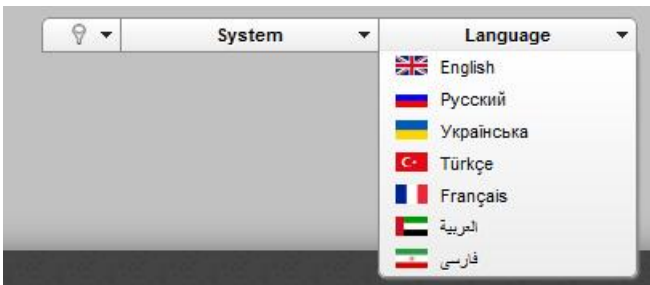 System Language
English
Русский
Українська
Türkçe
Français
العربية
فارسی